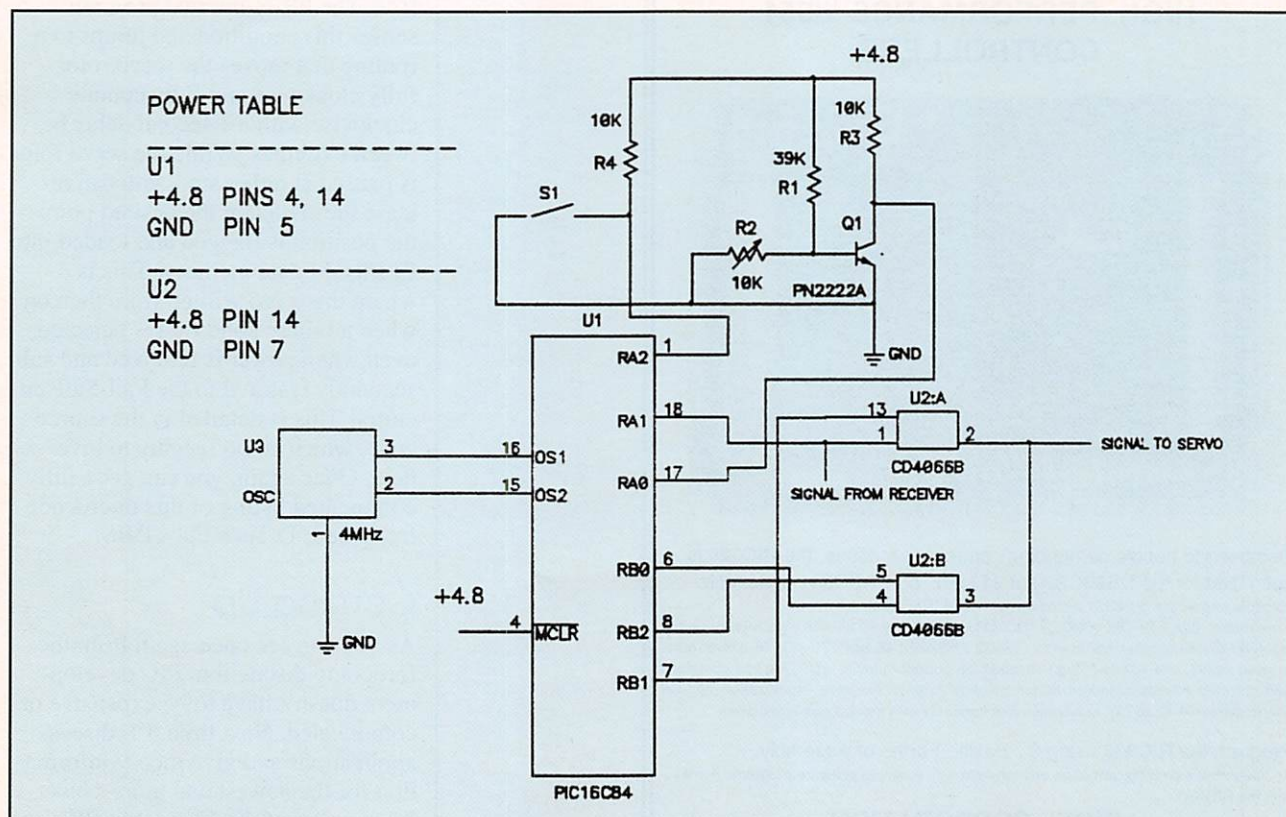 CONTROLLER
POWER TABLE
U1
+4.8 PINS 4, 14
GND PIN 5
U2
+4.8 PIN 14
GND PIN 7
+4.8
10K
R4
10K
R3
39K
R1
S1
R2
10K
Q1
PN2222A
GND
U1
RA2
1
RA1
18
RA0
17
RB0
6
RB2
8
RB1
7
16
OS1
15
OS2
4
MCLR
PIC16C84
U3
OSC
3
2
1
4MHz
GND
+4.8
U2:A
13
1
2
CD4066B
SIGNAL TO SERVO
SIGNAL FROM RECEIVER
U2:B
5
4
3
CD4066B